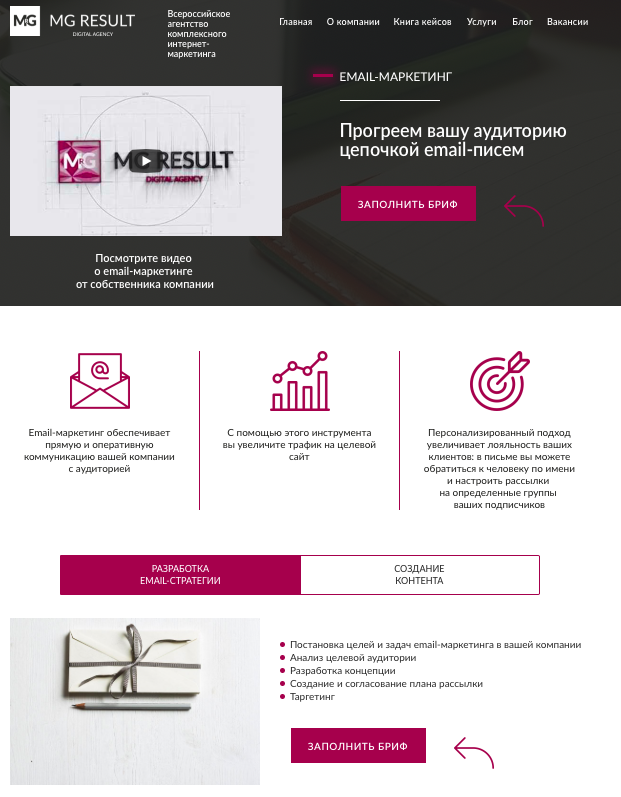 MG
MG RESULT
DIGITAL AGENCY
Всероссийское
агентство
комплексного
интернет-
маркетинга
Главная О компании Книга кейсов Услуги Блог Вакансии
EMAIL-МАРКЕТИНГ
Прогреем вашу аудиторию
цепочкой email-писем
ЗАПОЛНИТЬ БРИФ
MG
MG RESULT
DIGITAL AGENCY
Посмотрите видео
о email-маркетинге
от собственника компании
Email-маркетинг обеспечивает
прямую и оперативную
коммуникацию вашей компании
с аудиторией
С помощью этого инструмента
вы увеличите трафик на целевой
сайт
Персонализированный подход
увеличивает лояльность ваших
клиентов: в письме вы можете
обратиться к человеку по имени
и настроить рассылки
на определенные группы
ваших подписчиков
РАЗРАБОТКА
EMAIL-СТРАТЕГИИ
СОЗДАНИЕ
КОНТЕНТА
Постановка целей и задач email-маркетинга в вашей компании
Анализ целевой аудитории
Разработка концепции
Создание и согласование плана рассылки
Таргетинг
ЗАПОЛНИТЬ БРИФ